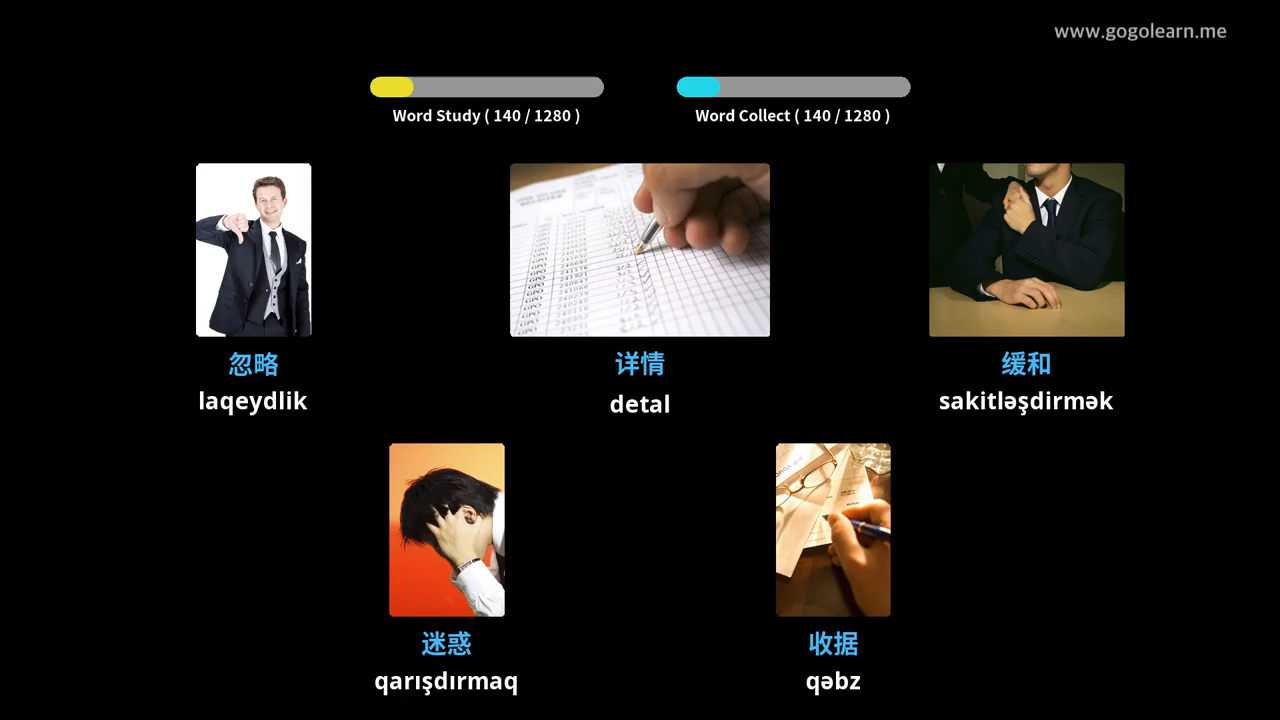 www.gogolearn.me
Word Study ( 140 / 1280 )
Word Collect ( 140 / 1280 )
忽略
laqeydlik
详情
detal
缓和
sakitləşdirmək
迷惑
qarışdırmaq
收据
qəbz